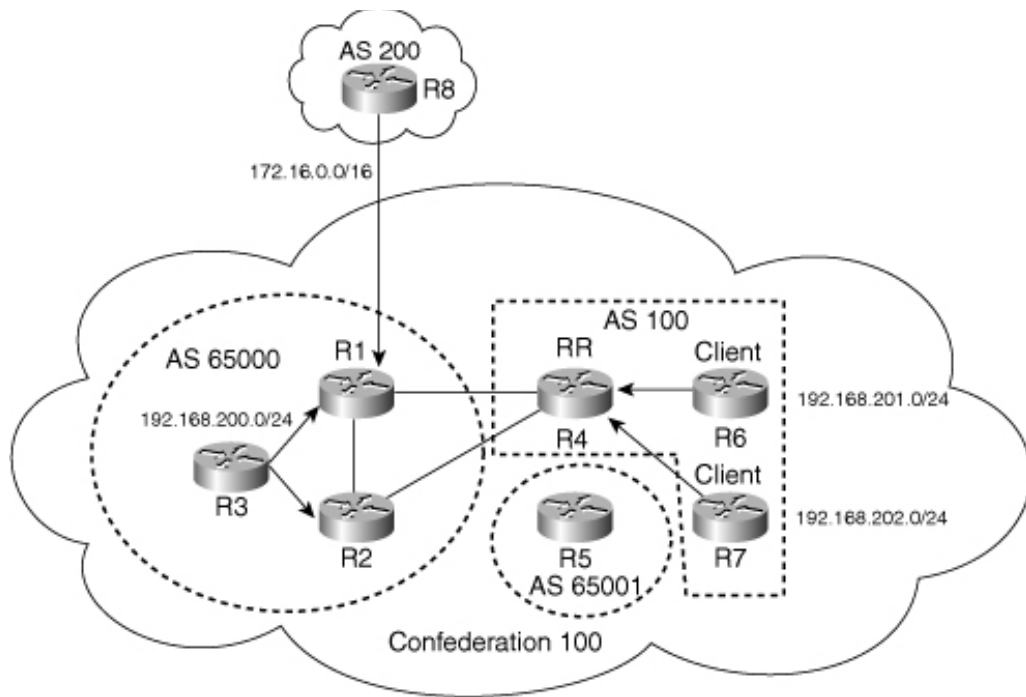 AS 200
R8
172.16.0.0/16
AS 100
R1
RR
Client
AS 65000
192.168.200.0/24
192.168.201.0/24
R4
R6
R3
Client
192.168.202.0/24
R2
R5
R7
AS 65001
Confederation 100